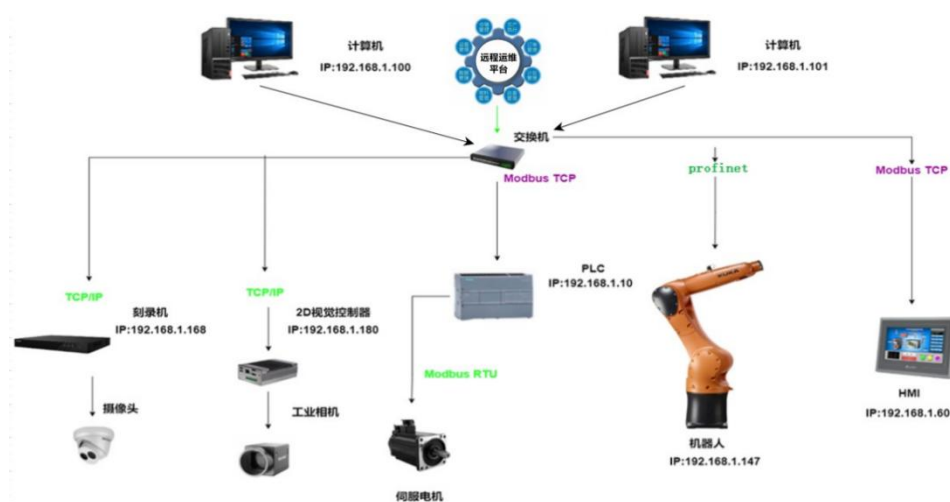 计算机
IP:192.168.1.100
远程运维
平台
计算机
IP:192.168.1.101
交换机
Modbus TCP
profinet
Modbus TCP
TCP/IP
刻录机
IP:192.168.1.168
TCP/IP
2D视觉控制器
IP:192.168.1.180
PLC
IP:192.168.1.10
KUKA
Modbus RTU
摄像头
工业相机
伺服电机
机器人
IP:192.168.1.147
HMI
IP:192.168.1.60